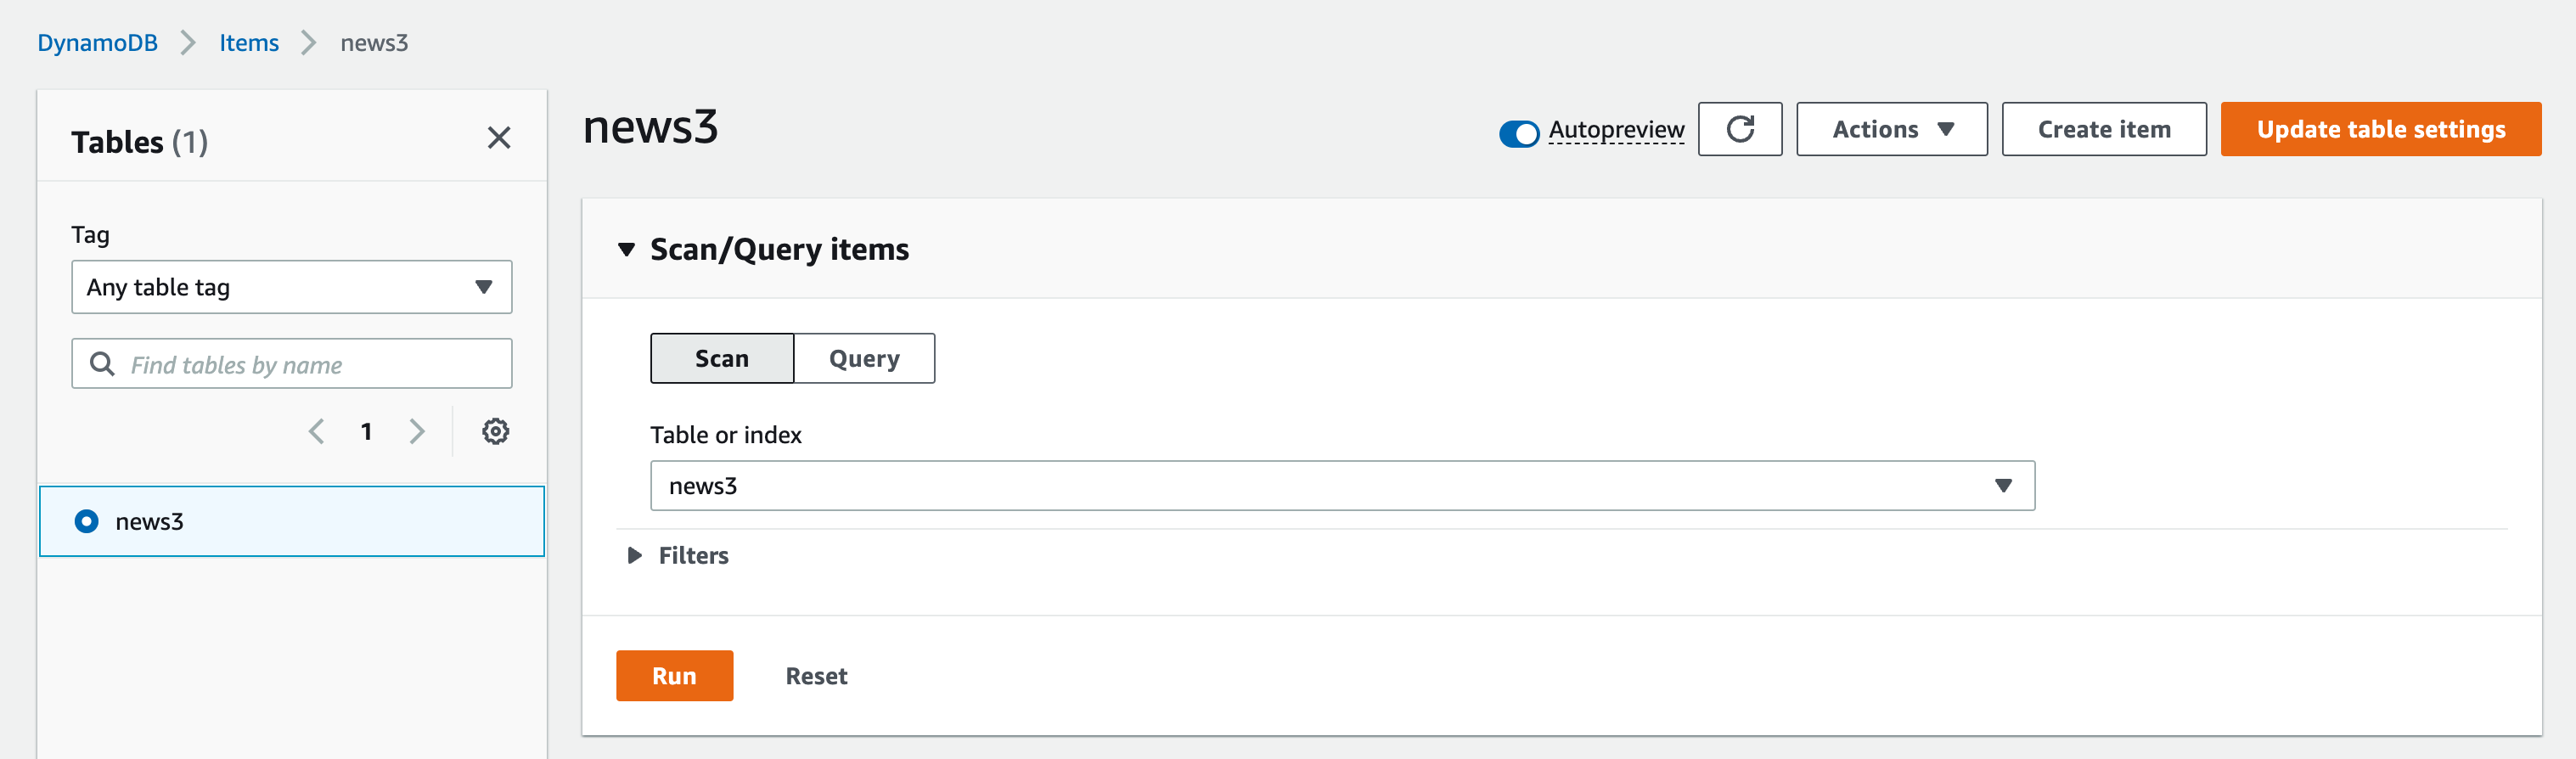 DynamoDB
Items
news3
Tables (1)
Tag
Any table tag
Find tables by name
1
news3
news3
Autopreview
Actions
Create item
Update table settings
Scan/Query items
Scan
Query
Table or index
news3
Filters
Run
Reset